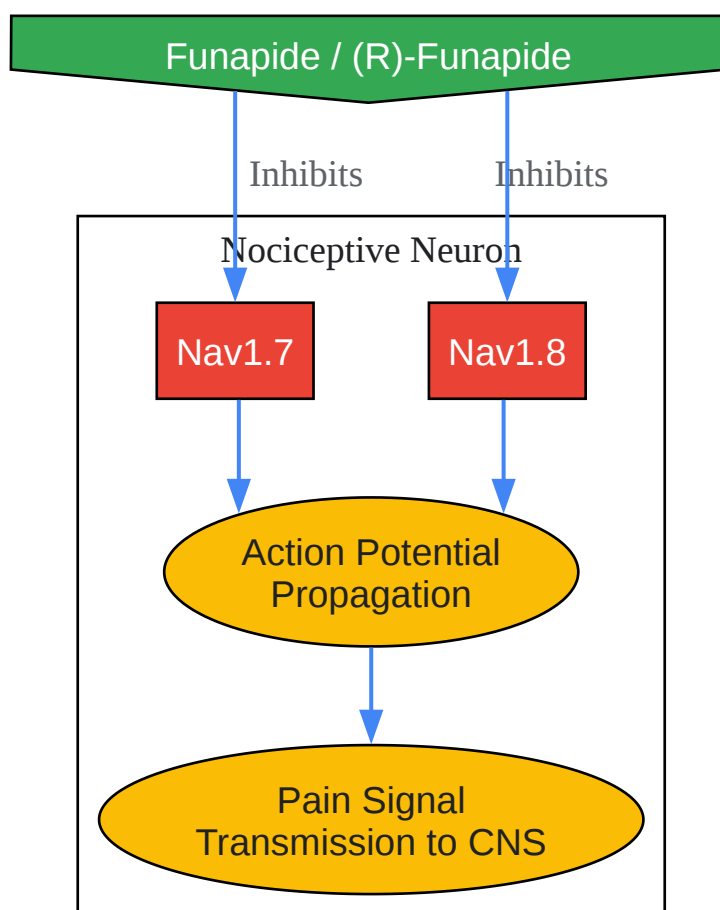 Funapide / (R)-Funapide
Inhibits Inhibits
Nociceptive Neuron
Nav1.7 Nav1.8
Action Potential
Propagation
Pain Signal
Transmission to CNS